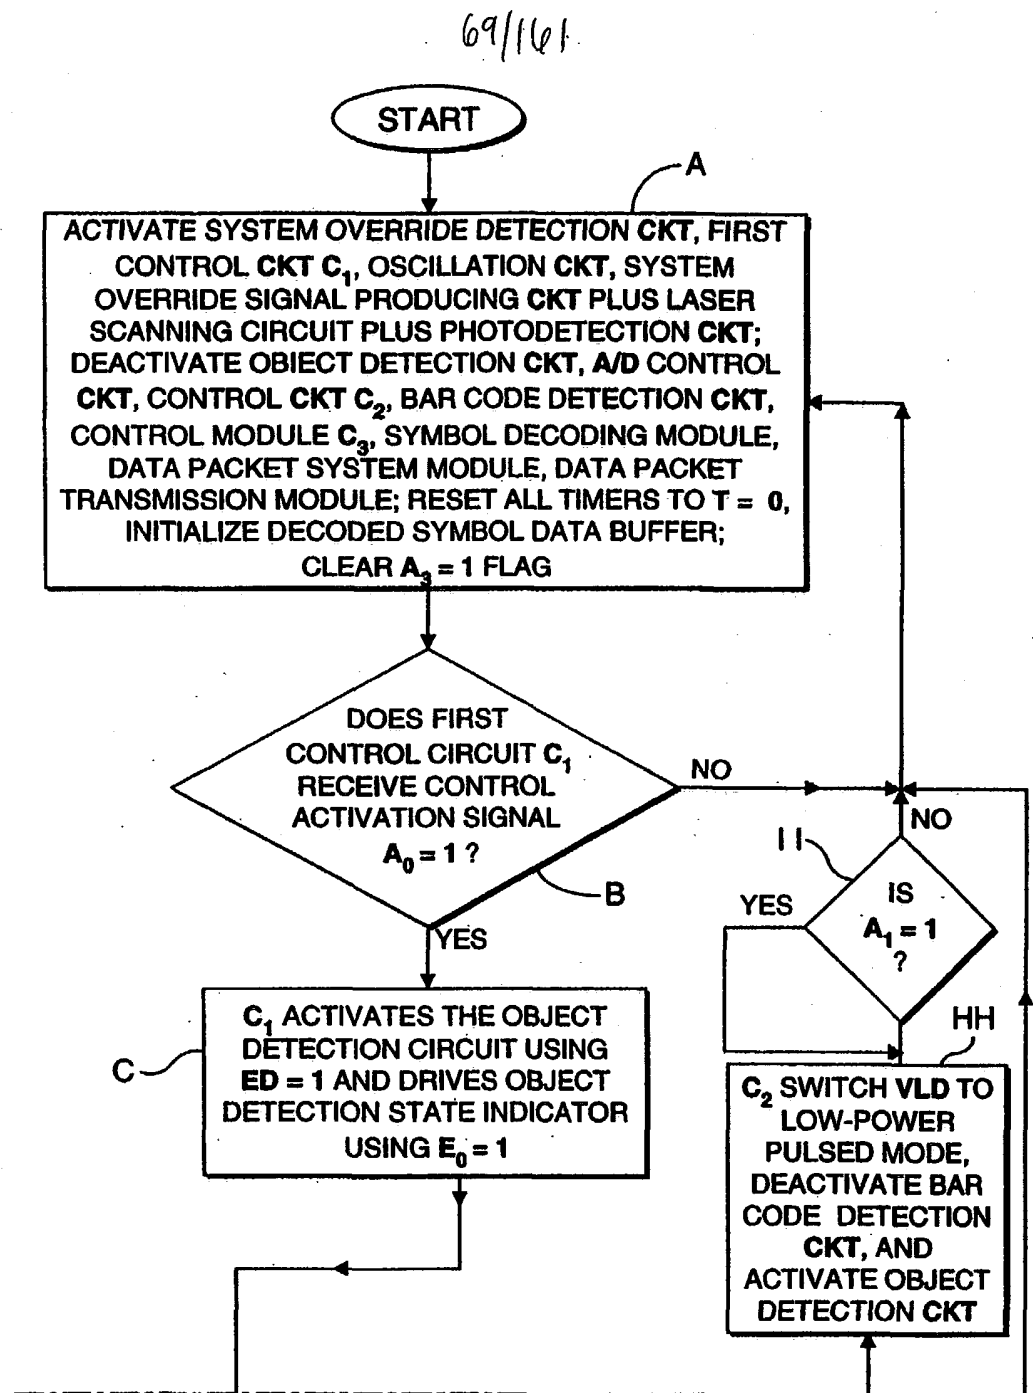 69/161
START
A
ACTIVATE SYSTEM OVERRIDE DETECTION CKT, FIRST
CONTROL CKT C₁, OSCILLATION CKT, SYSTEM
OVERRIDE SIGNAL PRODUCING CKT PLUS LASER
SCANNING CIRCUIT PLUS PHOTODETECTION CKT;
DEACTIVATE OBIECT DETECTION CKT, A/D CONTROL
CKT, CONTROL CKT C₂, BAR CODE DETECTION CKT,
CONTROL MODULE C₃, SYMBOL DECODING MODULE,
DATA PACKET SYSTEM MODULE, DATA PACKET
TRANSMISSION MODULE; RESET ALL TIMERS TO T = 0,
INITIALIZE DECODED SYMBOL DATA BUFFER;
CLEAR A₃ = 1 FLAG
DOES FIRST
CONTROL CIRCUIT C₁
RECEIVE CONTROL
ACTIVATION SIGNAL
A₀ = 1 ?
NO
B
YES
NO
II
IS
A₁ = 1
?
YES
C₁ ACTIVATES THE OBJECT
DETECTION CIRCUIT USING
ED = 1 AND DRIVES OBJECT
DETECTION STATE INDICATOR
USING E₀ = 1
C
HH
C₂ SWITCH VLD TO
LOW-POWER
PULSED MODE,
DEACTIVATE BAR
CODE DETECTION
CKT, AND
ACTIVATE OBJECT
DETECTION CKT